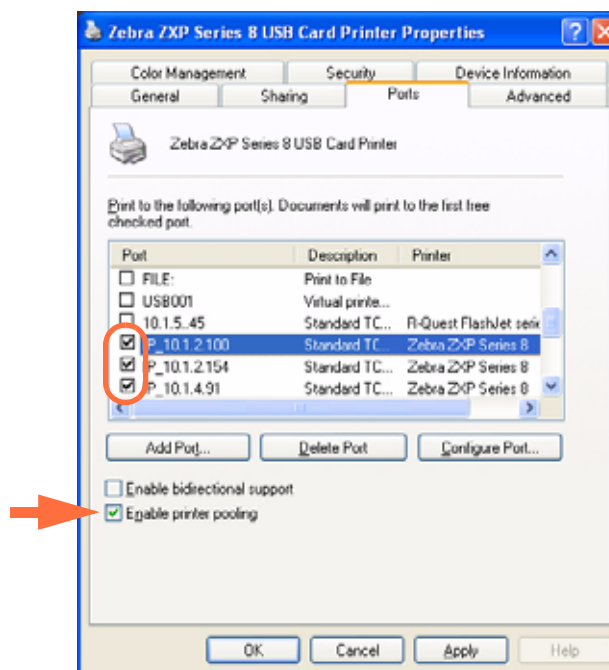 Zebra ZXP Series 8 USB Card Printer Properties
Color Management Security Device Information
General Sharing Ports Advanced
Zebra ZXP Series 8 USB Card Printer
Print to the following port(s). Documents will print to the first free
checked port.
Port Description Printer
FILE: Print to File
USB001 Virtual printe...
10.1.5..45 Standard TC... R-Quest FlashJet serie
IP_10.1.2.100 Standard TC... Zebra ZXP Series 8
IP_10.1.2.154 Standard TC... Zebra ZXP Series 8
IP_10.1.4.91 Standard TC... Zebra ZXP Series 8
Add Port... Delete Port Configure Port...
Enable bidirectional support
Enable printer pooling
OK Cancel Apply Help